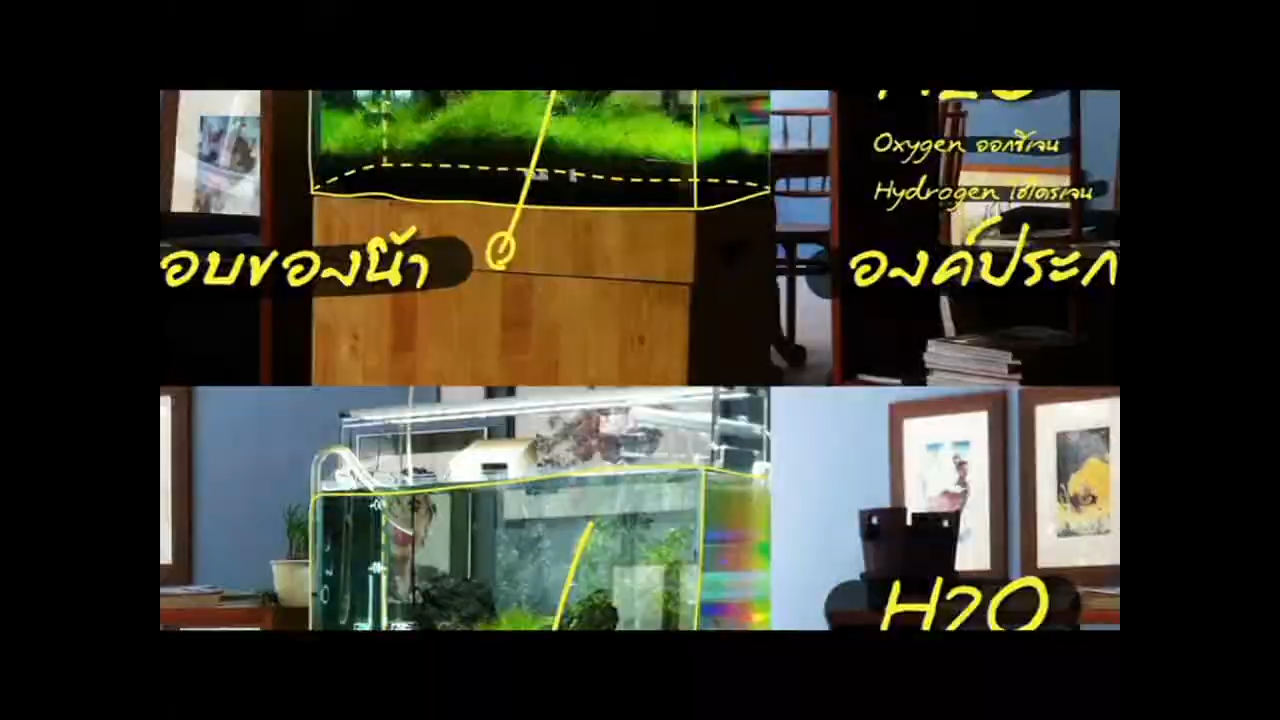 H2O
Oxygen ออกซิเจน
Hydrogen ไฮโดรเจน
อบของน้ำ
องค์ประก
H2O